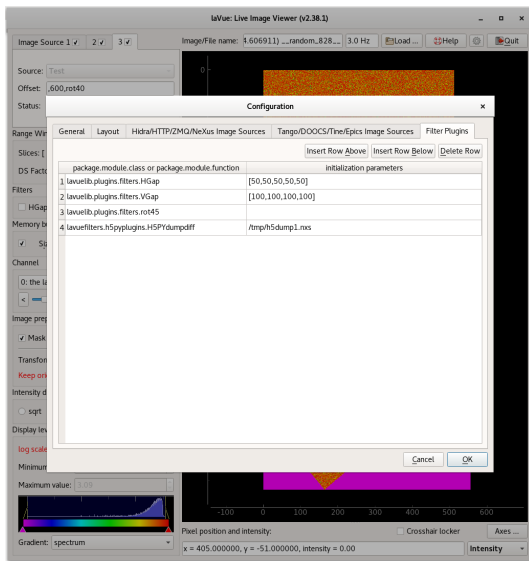 laVue: Live Image Viewer (v2.38.1)
Image Source 1 2 3
Image/File name: 4.606911) __random_828__ 3.0 Hz Load ... Help Quit
Source: Test
Offset: ,600,rot40
Status:
Configuration
General Layout Hidra/HTTP/ZMQ/NeXus Image Sources Tango/DOOCS/Tine/Epics Image Sources Filter Plugins
Insert Row Above Insert Row Below Delete Row
package.module.class or package.module.function initialization parameters
1 lavuelib.plugins.filters.HGap [50,50,50,50,50]
2 lavuelib.plugins.filters.VGap [100,100,100,100]
3 lavuelib.plugins.filters.rot45
4 lavuefilters.h5pyplugins.H5PYdumpdiff /tmp/h5dump1.nxs
Cancel OK
Range Win
Slices: [
DS Facto
Filters
HGap
Memory bu
Channel
0: the la
<
Image prep
Mask
Transfon
Keep ori
Intensity d
sqrt
Display lev
log scale
Minimum
Maximum value: 3.09
Gradient: spectrum
0
-100 0 100 200 300 400 500 600
Pixel position and intensity: Crosshair locker Axes ...
x = 405.000000, y = -51.000000, intensity = 0.00 Intensity